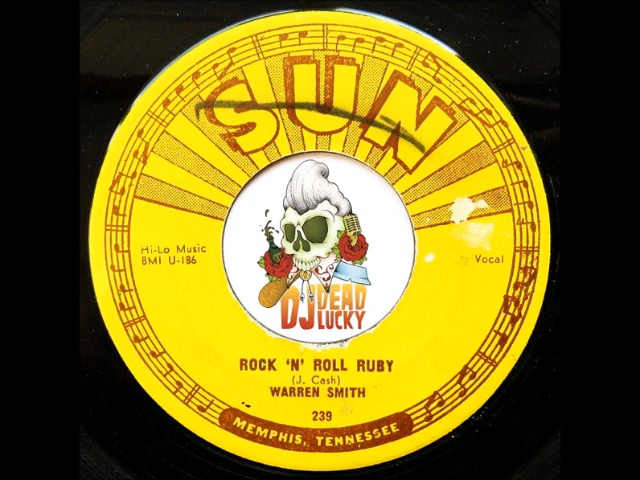 SUN
Hi-Lo Music
BMI U-186
Vocal
DJ DEAD
LUCKY
ROCK 'N' ROLL RUBY
(J. Cash)
WARREN SMITH
239
MEMPHIS, TENNESSEE